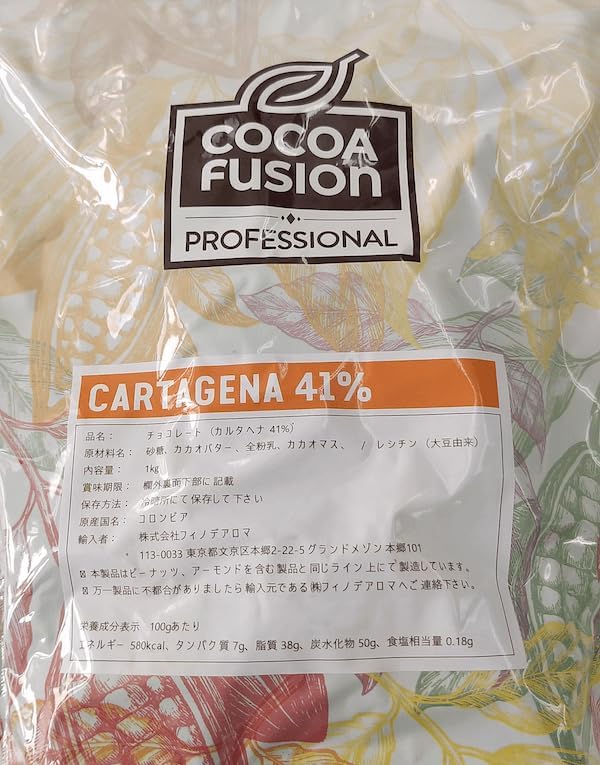 COCOA
FUSION
PROFESSIONAL
CARTAGENA 41%
品名： チョコレート（カルタヘナ 41%）
原材料名： 砂糖、カカオバター、全粉乳、カカオマス、 / レシチン（大豆由来）
内容量： 1kg
賞味期限： 欄外裏面下部に記載
保存方法： 冷暗所にて保存して下さい
原産国名： コロンビア
輸入者： 株式会社フィノデアロマ
113-0033 東京都文京区本郷2-22-5グランドメゾン本郷101
※ 本製品はピーナッツ、アーモンドを含む製品と同じライン上にて製造しています。
※ 万一製品に不都合がありましたら輸入元である㈱フィノデアロマへご連絡下さい。
栄養成分表示 100gあたり
エネルギー 580kcal、タンパク質 7g、脂質 38g、炭水化物 50g、食塩相当量 0.18g